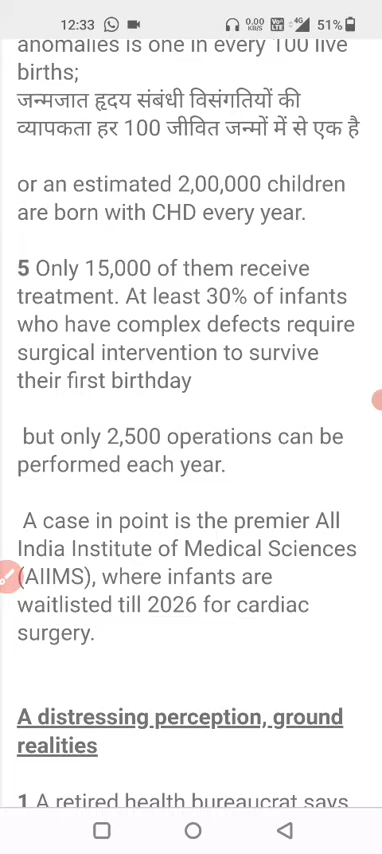 12:33 0.00 KB/S Vo LTE 4G 51%
anomalies is one in every 100 live
births;
जन्मजात हृदय संबंधी विसंगतियों की
व्यापकता हर 100 जीवित जन्मों में से एक है
or an estimated 2,00,000 children
are born with CHD every year.
5 Only 15,000 of them receive
treatment. At least 30% of infants
who have complex defects require
surgical intervention to survive
their first birthday
but only 2,500 operations can be
performed each year.
A case in point is the premier All
India Institute of Medical Sciences
(AIIMS), where infants are
waitlisted till 2026 for cardiac
surgery.
A distressing perception, ground
realities
1 A retired health bureaucrat says